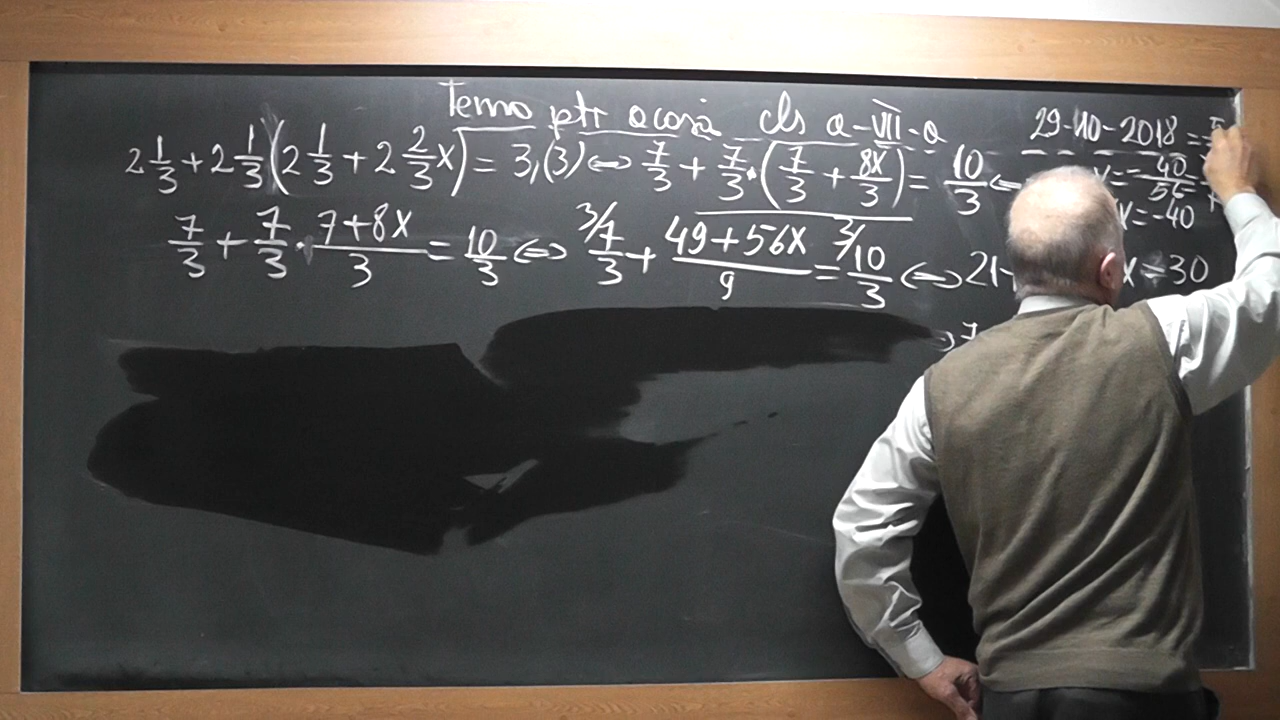 Tema ptr acasă cls a-VII-a
29-10-2018
2 1/3 + 2 1/3 (2 1/3 + 2 2/3 x) = 3,(3) ⇔ 7/3 + 7/3 · (7/3 + 8x/3) = 10/3 ⇔
= -40/56
7/3 + 7/3 · (7+8x)/3 = 10/3 ⇔ 3/ 7/3 + (49+56x)/9 = 3/ 10/3 ⇔ 21
x = -40
x = 30